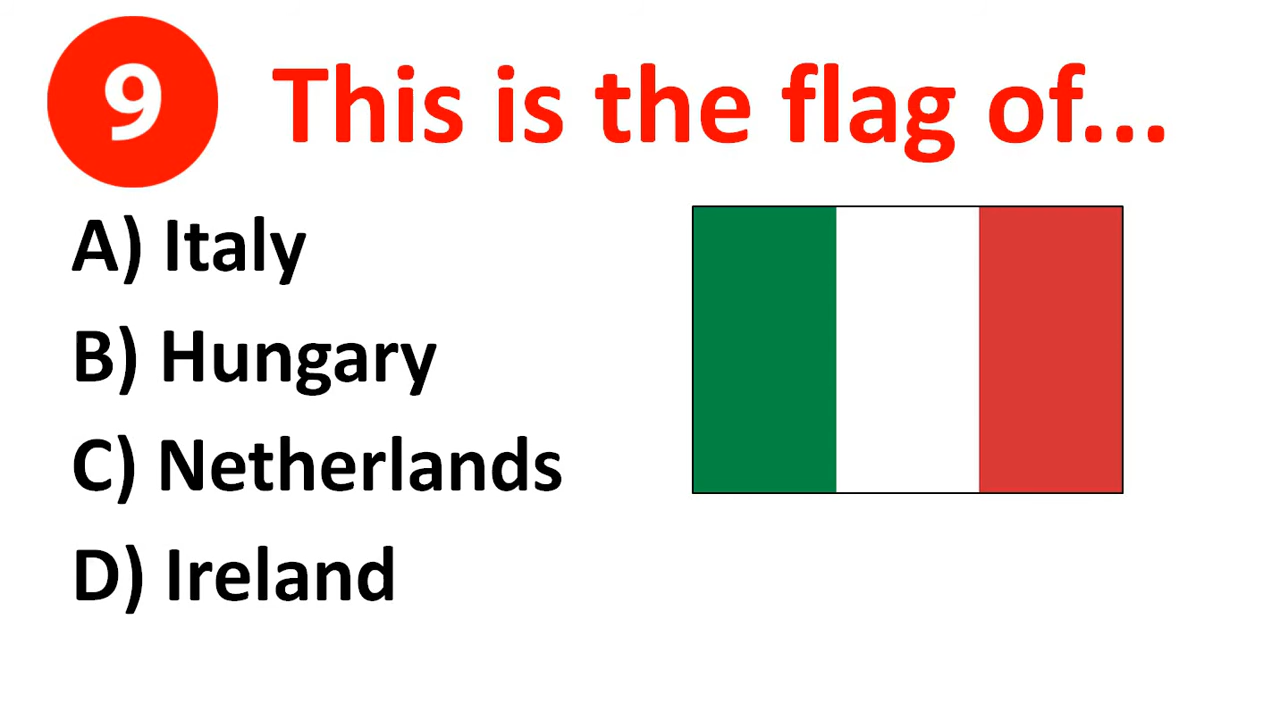 9 This is the flag of...
A) Italy
B) Hungary
C) Netherlands
D) Ireland